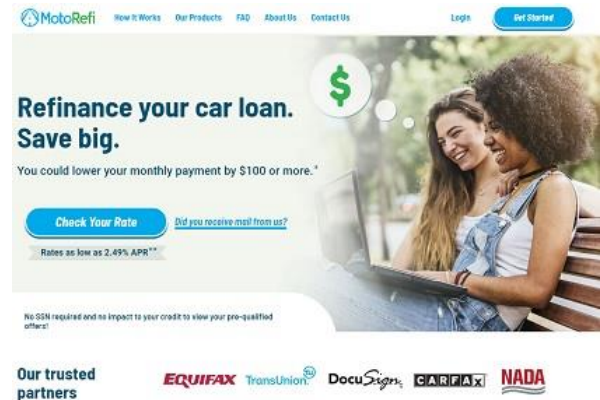 MotoRefi How It Works Our Products FAQ About Us Contact Us Login Get Started
$
Refinance your car loan.
Save big.
You could lower your monthly payment by $100 or more.*
Check Your Rate Did you receive mail from us?
Rates as low as 2.49% APR**
No SSN required and no impact to your credit to view your pre-qualified
offers!
Our trusted
partners
EQUIFAX TransUnion TU DocuSign CARFAX NADA